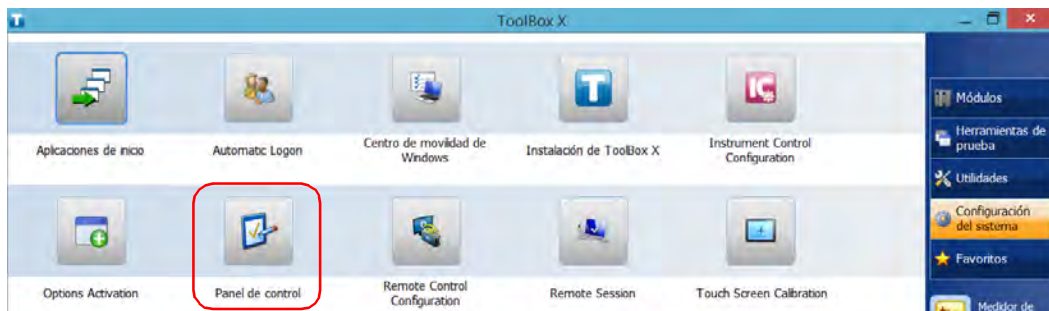 ToolBox X
Aplicaciones de inicio
Automatic Logon
Centro de movilidad de
Windows
Instalación de ToolBox X
Instrument Control
Configuration
Options Activation
Panel de control
Remote Control
Configuration
Remote Session
Touch Screen Calibration
Módulos
Herramientas de
prueba
Utilidades
Configuración
del sistema
Favoritos
Medidor de